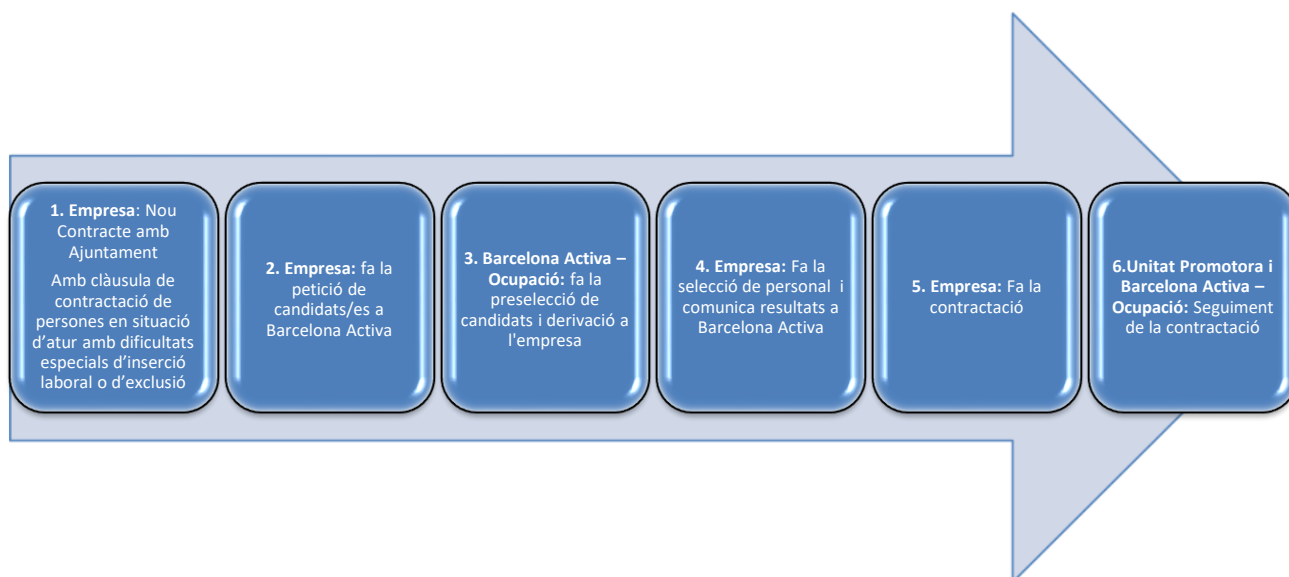 1. Empresa: Nou
Contracte amb
Ajuntament
Amb clàusula de
contractació de
persones en situació
d'atur amb dificultats
especials d'inserció
laboral o d'exclusió
2. Empresa: fa la
petició de
candidats/es a
Barcelona Activa
3. Barcelona Activa –
Ocupació: fa la
preselecció de
candidats i derivació a
l'empresa
4. Empresa: Fa la
selecció de personal i
comunica resultats a
Barcelona Activa
5. Empresa: Fa la
contractació
6.Unitat Promotora i
Barcelona Activa –
Ocupació: Seguiment
de la contractació